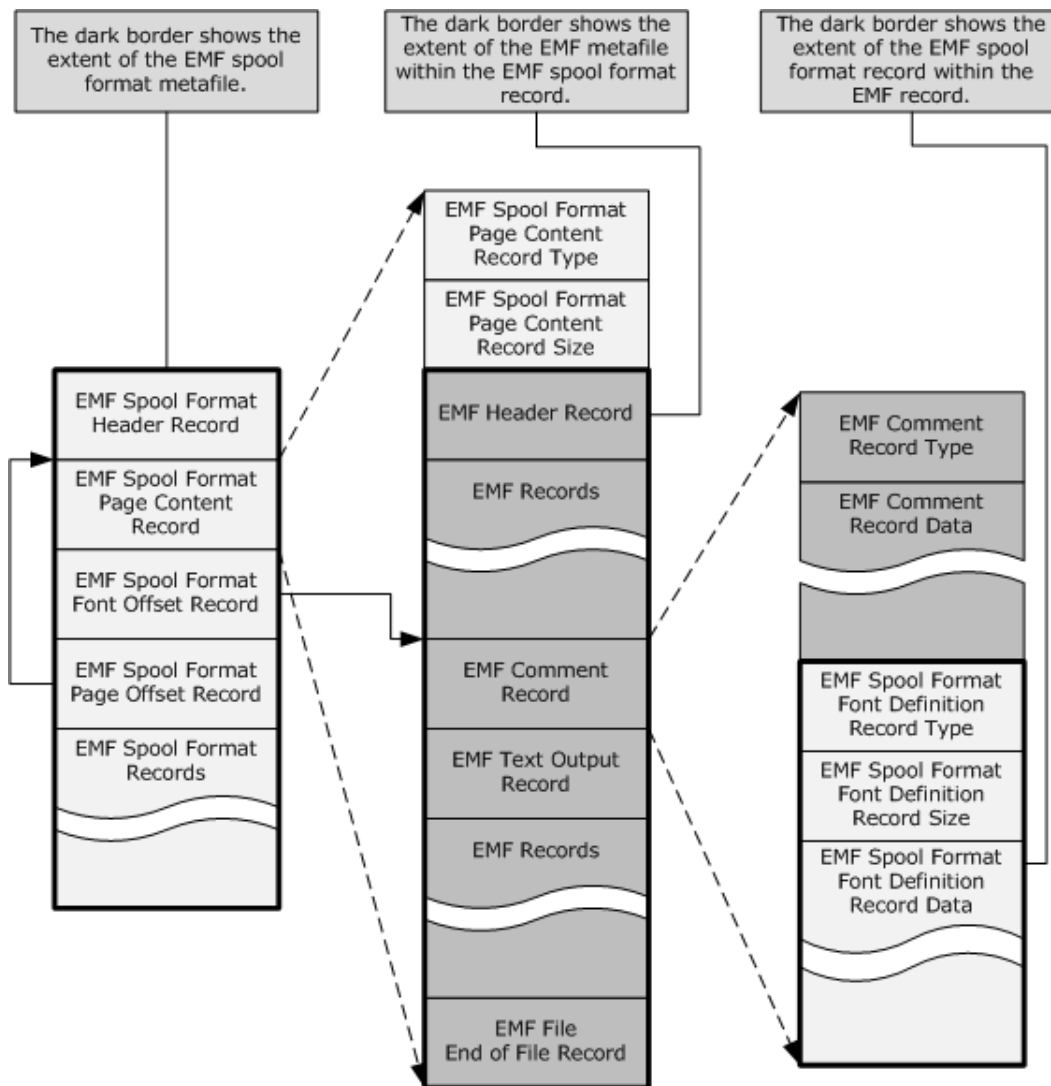 The dark border shows the
extent of the EMF spool
format metafile.
The dark border shows the
extent of the EMF metafile
within the EMF spool format
record.
The dark border shows the
extent of the EMF spool
format record within the
EMF record.
EMF Spool Format
Header Record
EMF Spool Format
Page Content
Record
EMF Spool Format
Font Offset Record
EMF Spool Format
Page Offset Record
EMF Spool Format
Records
EMF Spool Format
Page Content
Record Type
EMF Spool Format
Page Content
Record Size
EMF Header Record
EMF Records
EMF Comment
Record
EMF Text Output
Record
EMF Records
EMF File
End of File Record
EMF Comment
Record Type
EMF Comment
Record Data
EMF Spool Format
Font Definition
Record Type
EMF Spool Format
Font Definition
Record Size
EMF Spool Format
Font Definition
Record Data